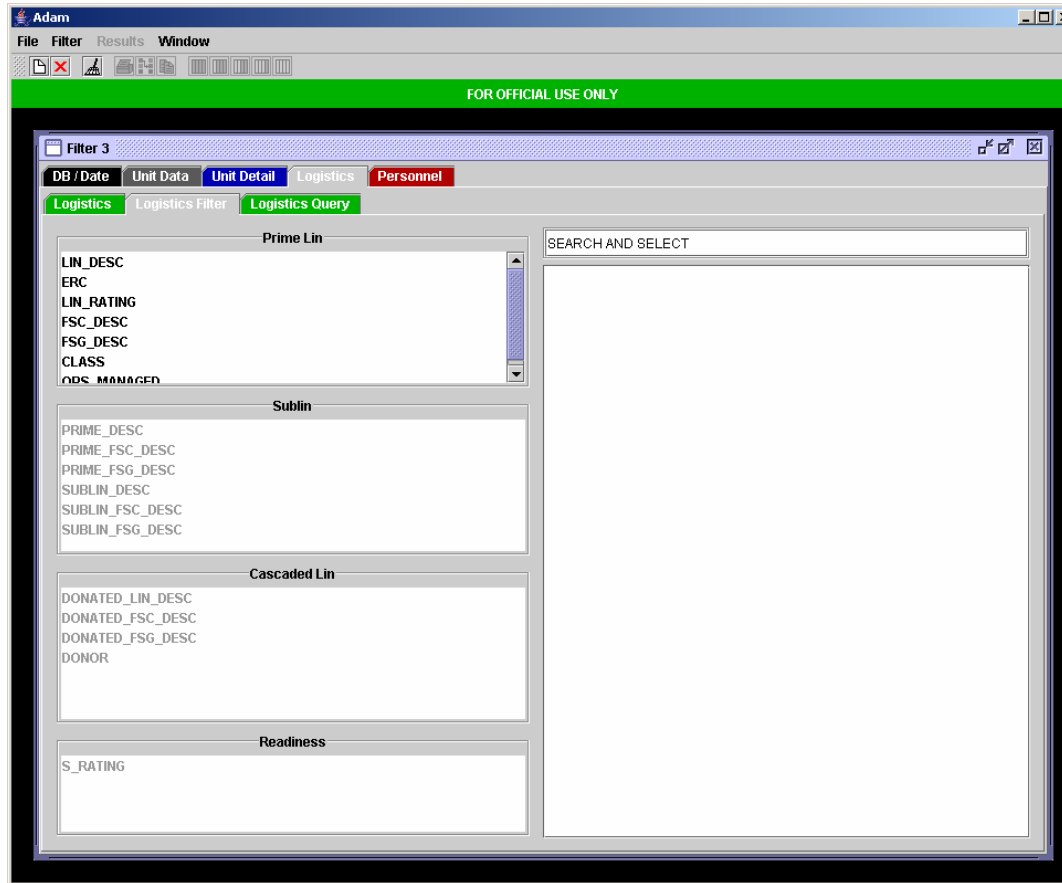 Adam
File Filter Results Window
FOR OFFICIAL USE ONLY
Filter 3
DB / Date Unit Data Unit Detail Logistics Personnel
Logistics Logistics Filter Logistics Query
Prime Lin
LIN_DESC
ERC
LIN_RATING
FSC_DESC
FSG_DESC
CLASS
OPS_MANAGED
Sublin
PRIME_DESC
PRIME_FSC_DESC
PRIME_FSG_DESC
SUBLIN_DESC
SUBLIN_FSC_DESC
SUBLIN_FSG_DESC
Cascaded Lin
DONATED_LIN_DESC
DONATED_FSC_DESC
DONATED_FSG_DESC
DONOR
Readiness
S_RATING
SEARCH AND SELECT